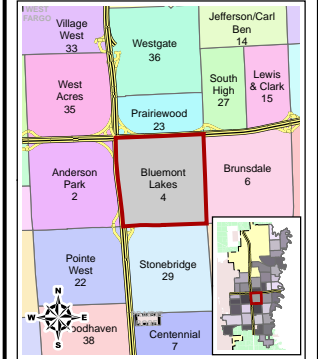 WEST
FARGO
Village
West
33
Westgate
36
Jefferson/Carl
Ben
14
West
Acres
35
South
High
27
Lewis
& Clark
15
Prairiewood
23
Anderson
Park
2
Bluemont
Lakes
4
Brunsdale
6
Pointe
West
22
Stonebridge
29
N
W
E
S
oodhaven
38
Centennial
7